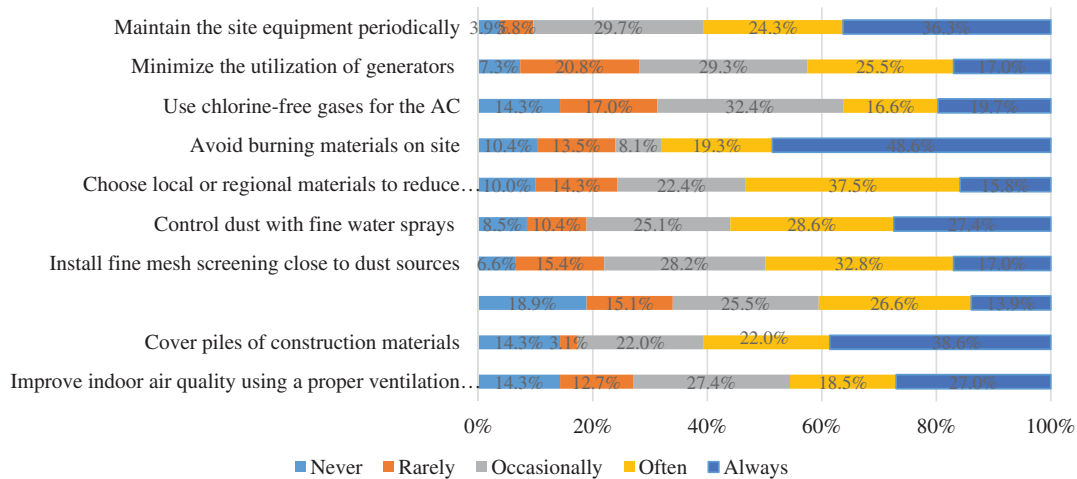 Maintain the site equipment periodically 3.9% 5.8% 29.7% 24.3% 36.3%
Minimize the utilization of generators 7.3% 20.8% 29.3% 25.5% 17.0%
Use chlorine-free gases for the AC 14.3% 17.0% 32.4% 16.6% 19.7%
Avoid burning materials on site 10.4% 13.5% 8.1% 19.3% 48.6%
Choose local or regional materials to reduce… 10.0% 14.3% 22.4% 37.5% 15.8%
Control dust with fine water sprays 8.5% 10.4% 25.1% 28.6% 27.4%
Install fine mesh screening close to dust sources 6.6% 15.4% 28.2% 32.8% 17.0%
18.9% 15.1% 25.5% 26.6% 13.9%
Cover piles of construction materials 14.3% 3.1% 22.0% 22.0% 38.6%
Improve indoor air quality using a proper ventilation… 14.3% 12.7% 27.4% 18.5% 27.0%
0% 20% 40% 60% 80% 100%
Never Rarely Occasionally Often Always